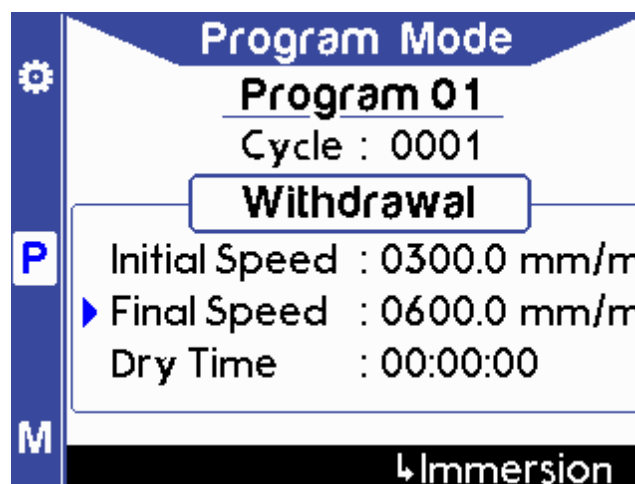 Program Mode
Program 01
Cycle : 0001
Withdrawal
P
Initial Speed : 0300.0 mm/m
Final Speed : 0600.0 mm/m
Dry Time : 00:00:00
M
↳Immersion